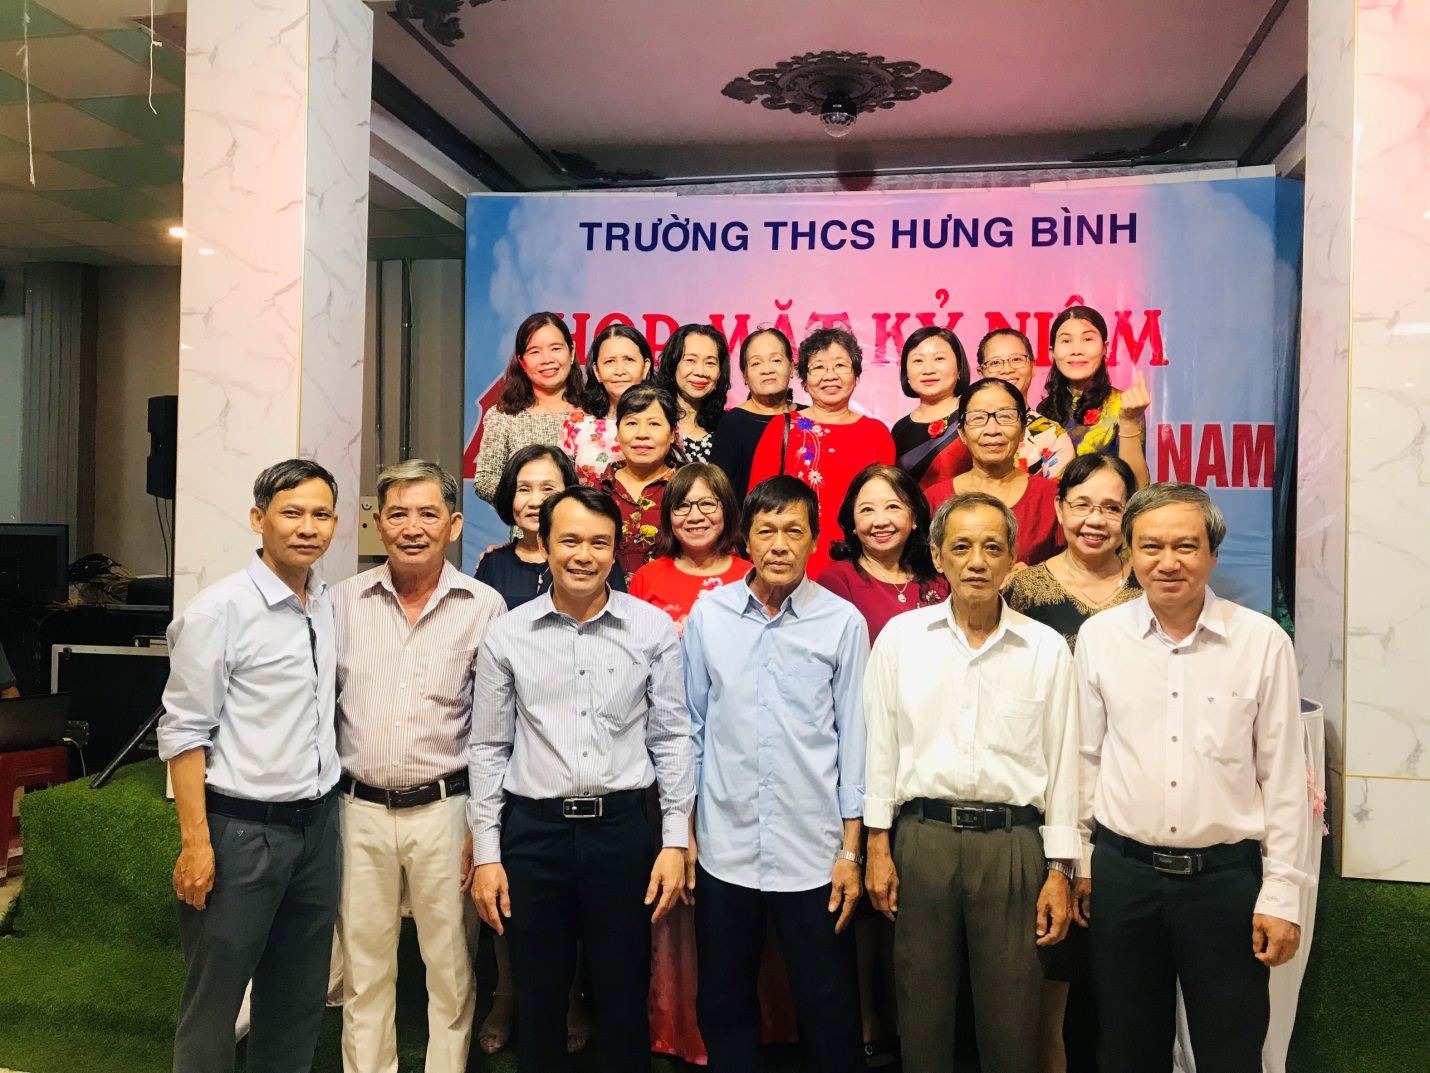 TRƯỜNG THCS HƯNG BÌNH
HỌP MẶT KỶ NIỆM
NAM